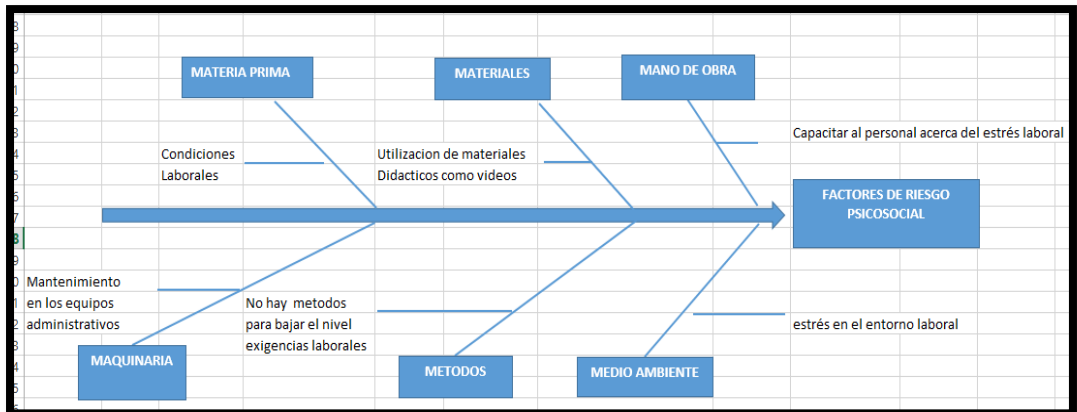 MATERIA PRIMA
MATERIALES
MANO DE OBRA
Condiciones
Laborales
Utilizacion de materiales
Didacticos como videos
Capacitar al personal acerca del estrés laboral
FACTORES DE RIESGO
PSICOSOCIAL
Mantenimiento
en los equipos
administrativos
No hay metodos
para bajar el nivel
exigencias laborales
estrés en el entorno laboral
MAQUINARIA
METODOS
MEDIO AMBIENTE